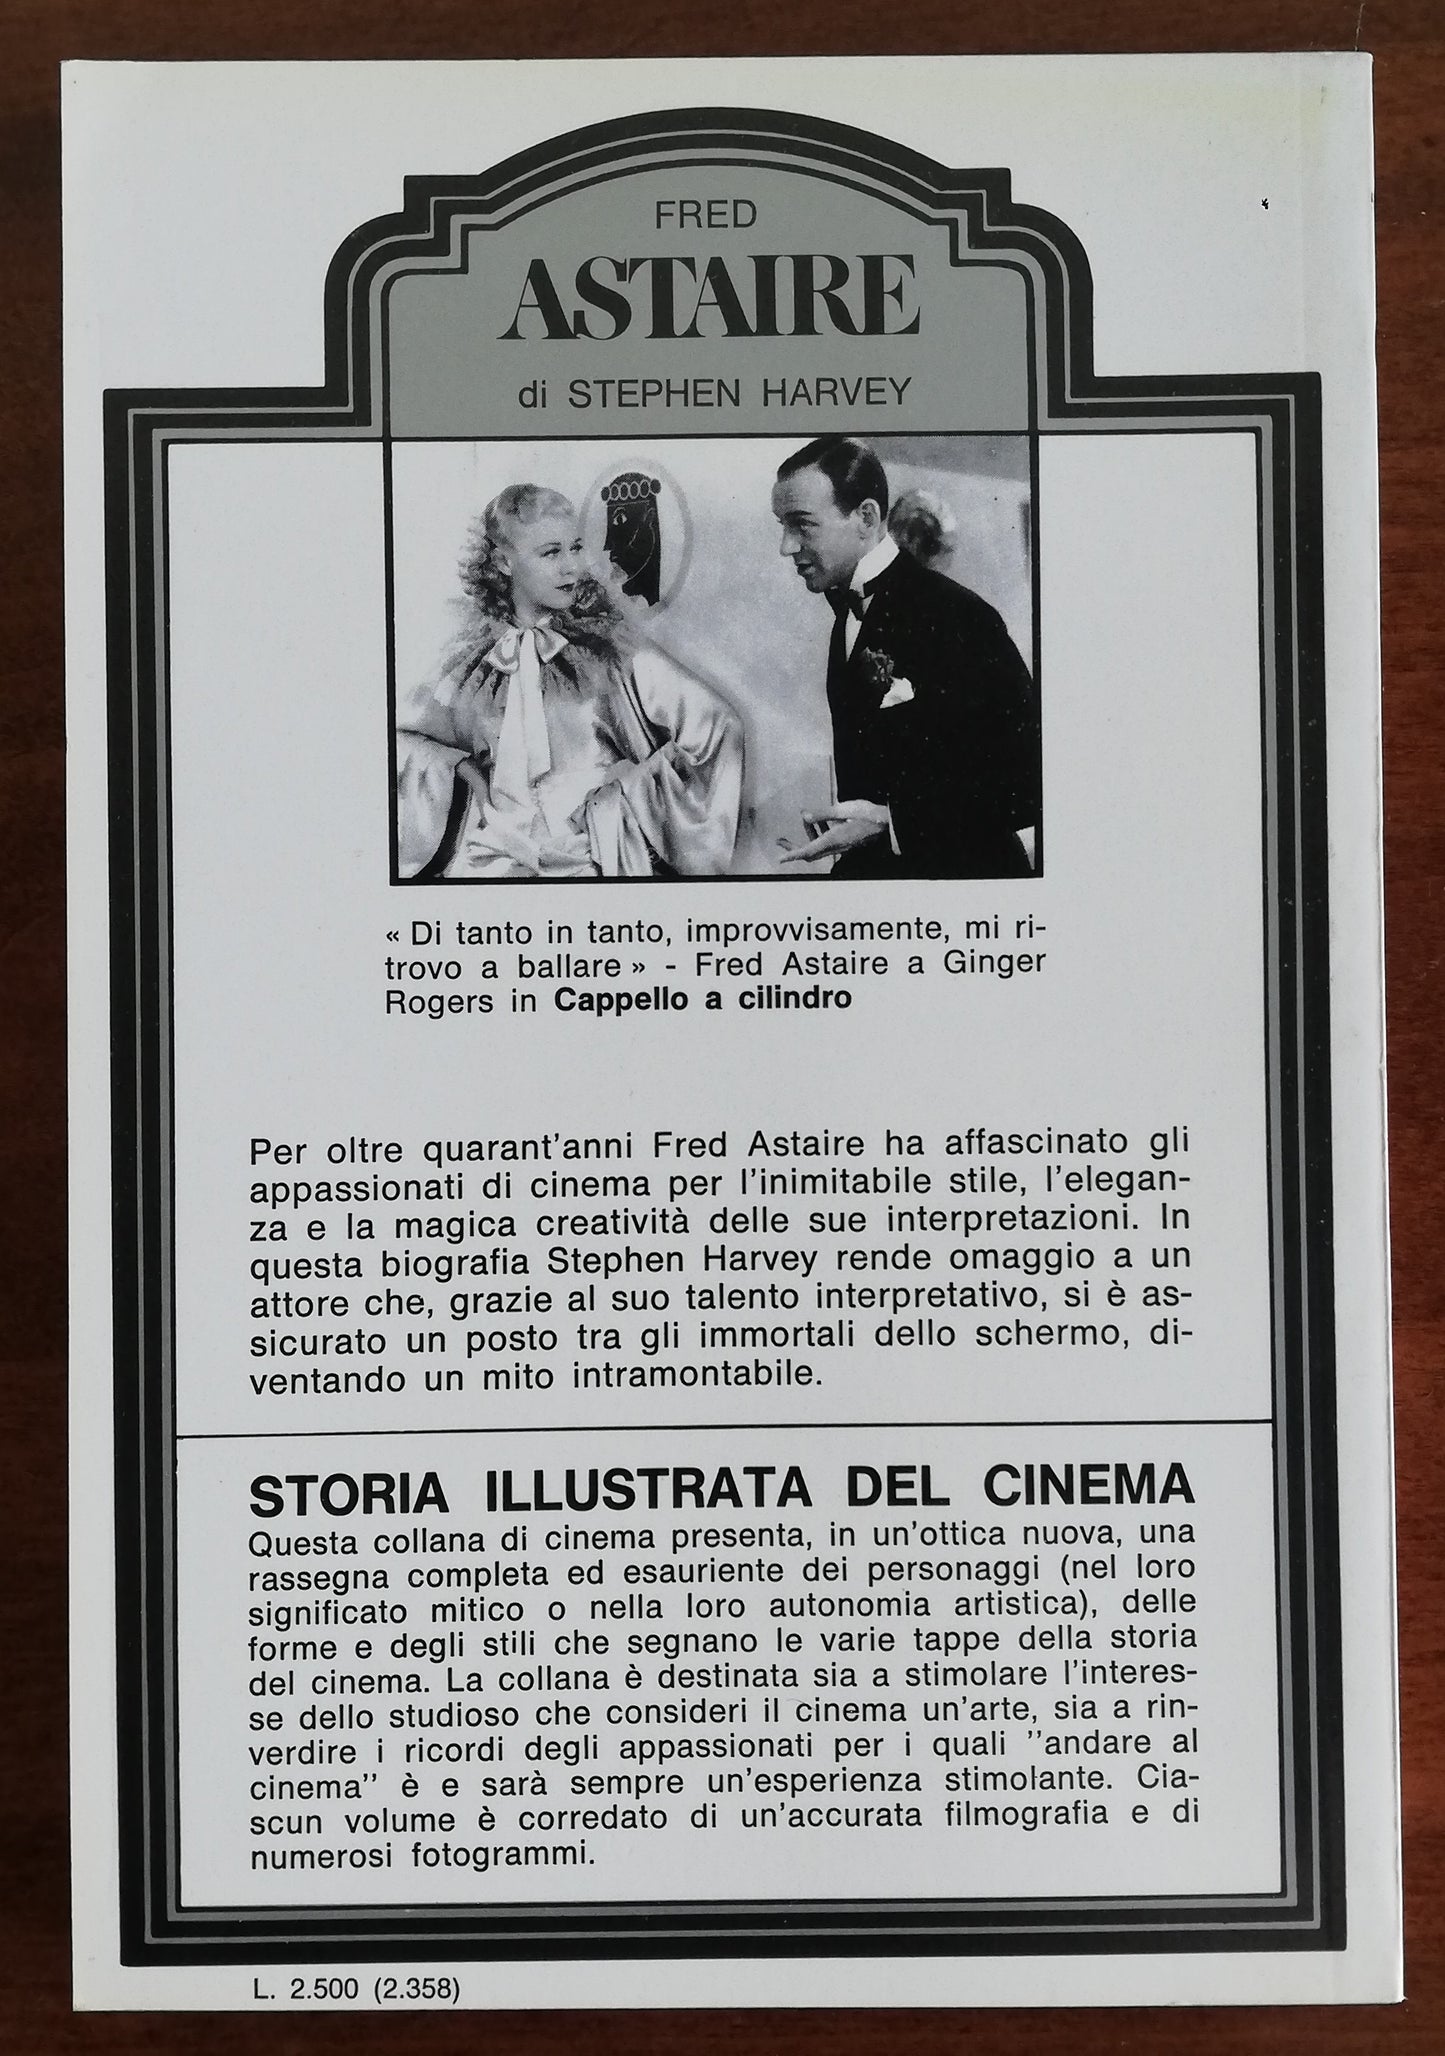 FRED
ASTAIRE
di STEPHEN HARVEY
« Di tanto in tanto, improvvisamente, mi ri-
trovo a ballare » - Fred Astaire a Ginger
Rogers in Cappello a cilindro
Per oltre quarant'anni Fred Astaire ha affascinato gli
appassionati di cinema per l'inimitabile stile, l'elegan-
za e la magica creatività delle sue interpretazioni. In
questa biografia Stephen Harvey rende omaggio a un
attore che, grazie al suo talento interpretativo, si è as-
sicurato un posto tra gli immortali dello schermo, di-
ventando un mito intramontabile.
STORIA ILLUSTRATA DEL CINEMA
Questa collana di cinema presenta, in un'ottica nuova, una
rassegna completa ed esauriente dei personaggi (nel loro
significato mitico o nella loro autonomia artistica), delle
forme e degli stili che segnano le varie tappe della storia
del cinema. La collana è destinata sia a stimolare l'interes-
se dello studioso che consideri il cinema un'arte, sia a rin-
verdire i ricordi degli appassionati per i quali ''andare al
cinema'' è e sarà sempre un'esperienza stimolante. Cia-
scun volume è corredato di un'accurata filmografia e di
numerosi fotogrammi.
L. 2.500 (2.358)